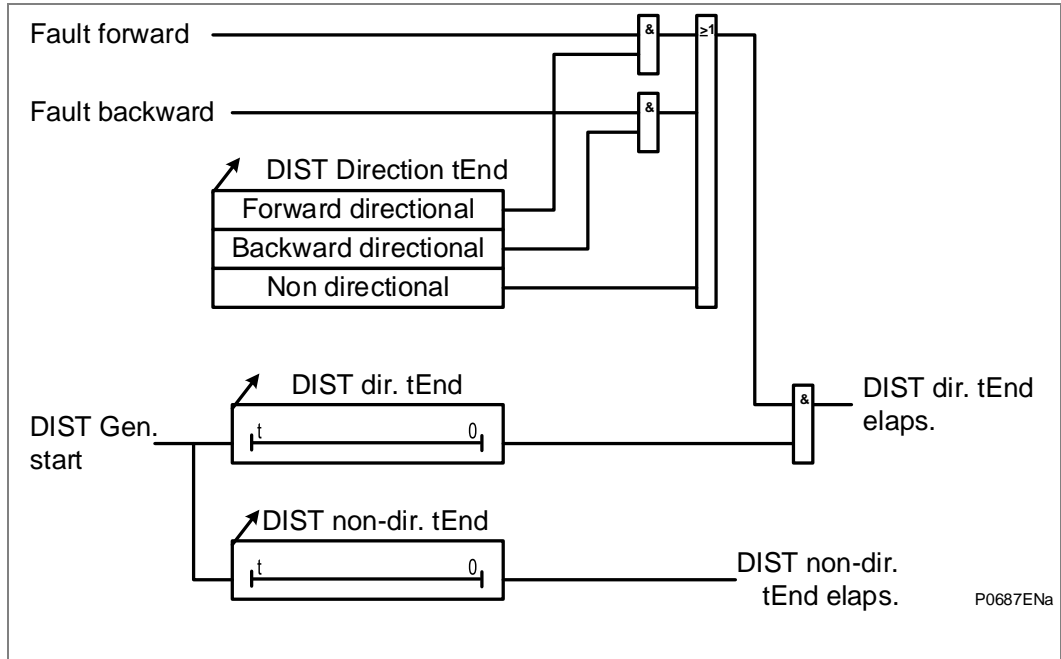 Fault forward
&
≥1
Fault backward
&
DIST Direction tEnd
Forward directional
Backward directional
Non directional
DIST dir. tEnd
t 0
&
DIST dir. tEnd
elaps.
DIST Gen.
start
DIST non-dir. tEnd
t 0
DIST non-dir.
tEnd elaps.
P0687ENa